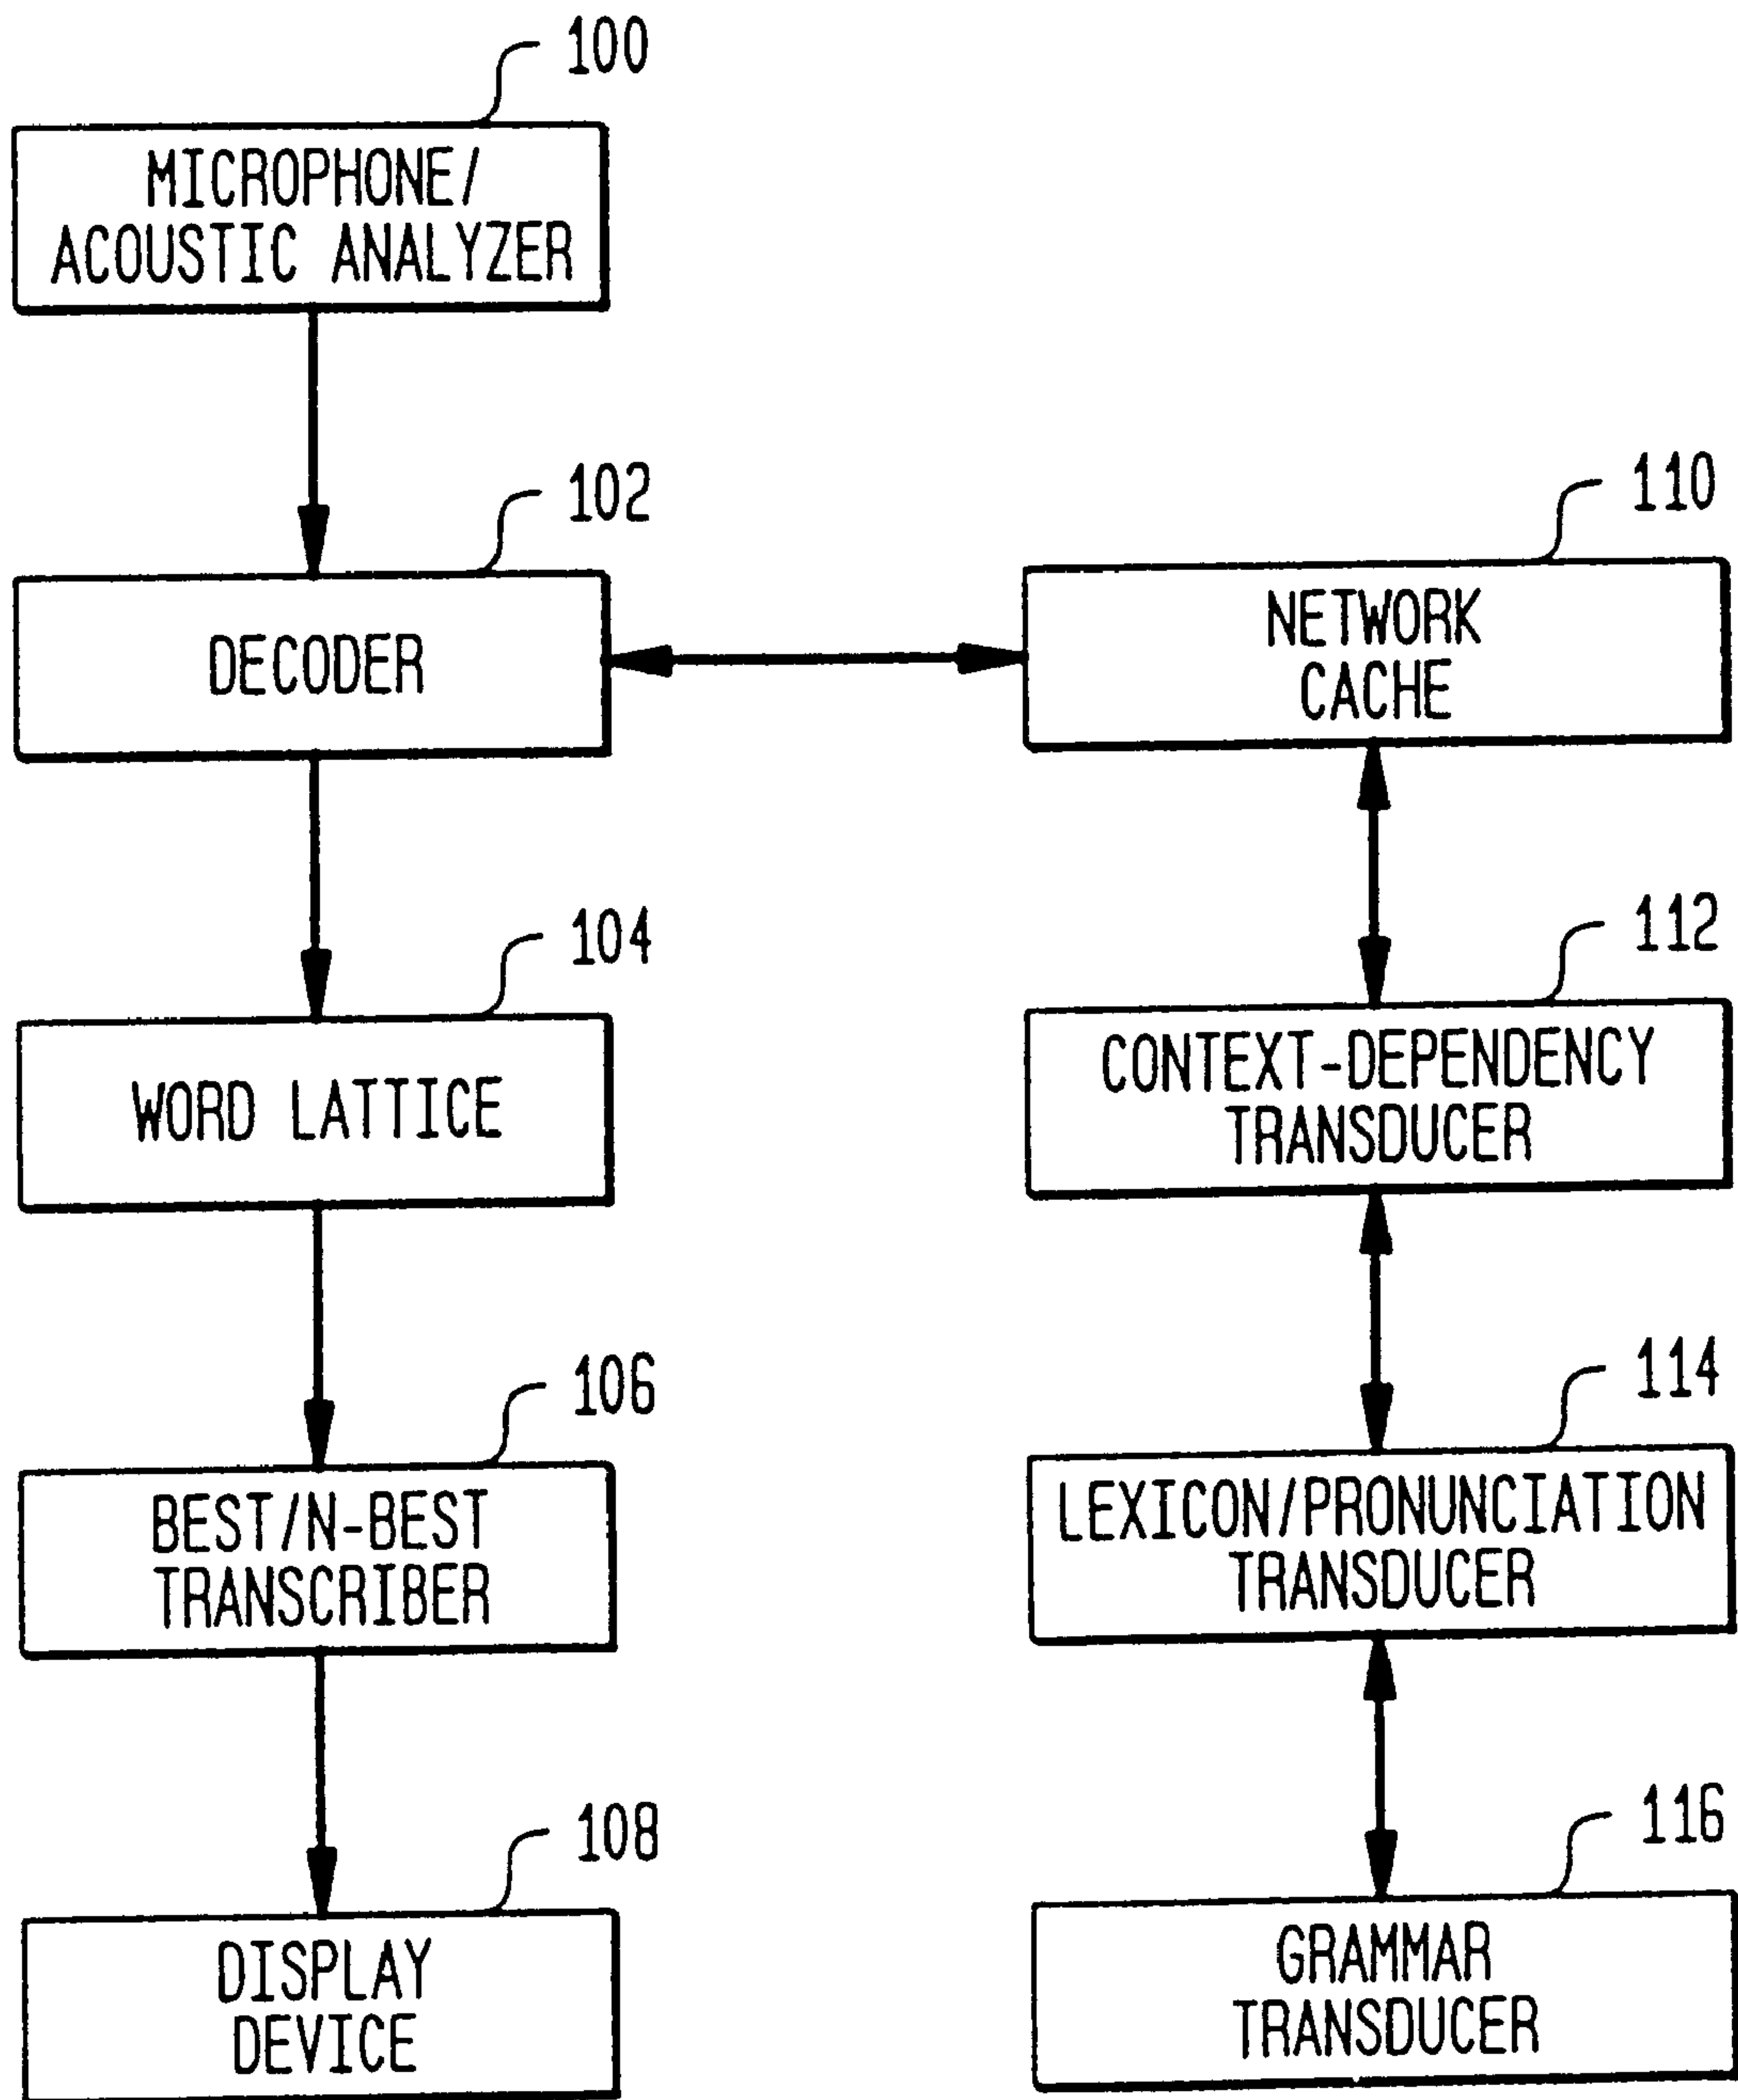 100
MICROPHONE/
ACOUSTIC ANALYZER
102
DECODER
110
NETWORK
CACHE
104
WORD LATTICE
112
CONTEXT-DEPENDENCY
TRANSDUCER
106
BEST/N-BEST
TRANSCRIBER
114
LEXICON/PRONUNCIATION
TRANSDUCER
108
DISPLAY
DEVICE
116
GRAMMAR
TRANSDUCER